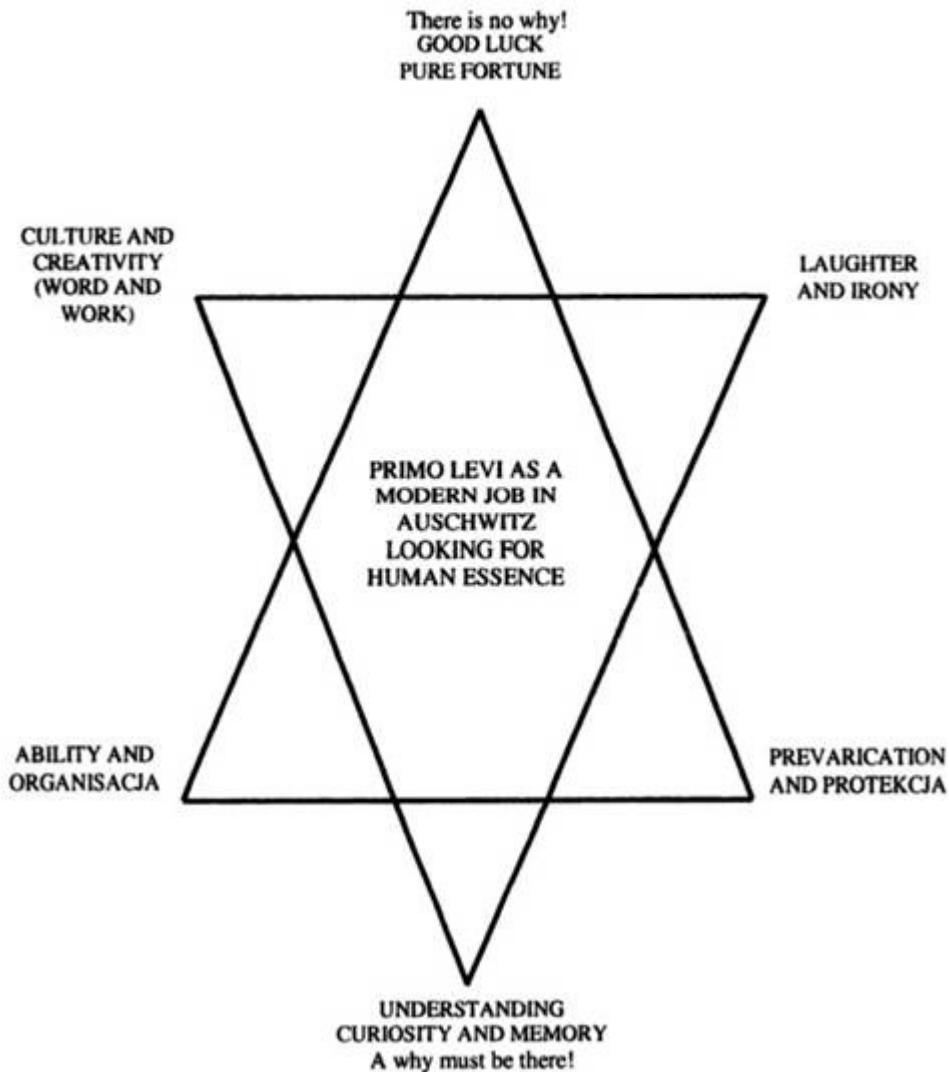 There is no why!
GOOD LUCK
PURE FORTUNE
CULTURE AND
CREATIVITY
(WORD AND
WORK)
LAUGHTER
AND IRONY
PRIMO LEVI AS A
MODERN JOB IN
AUSCHWITZ
LOOKING FOR
HUMAN ESSENCE
ABILITY AND
ORGANISACJA
PREVARICATION
AND PROTEKCJA
UNDERSTANDING
CURIOSITY AND MEMORY
A why must be there!